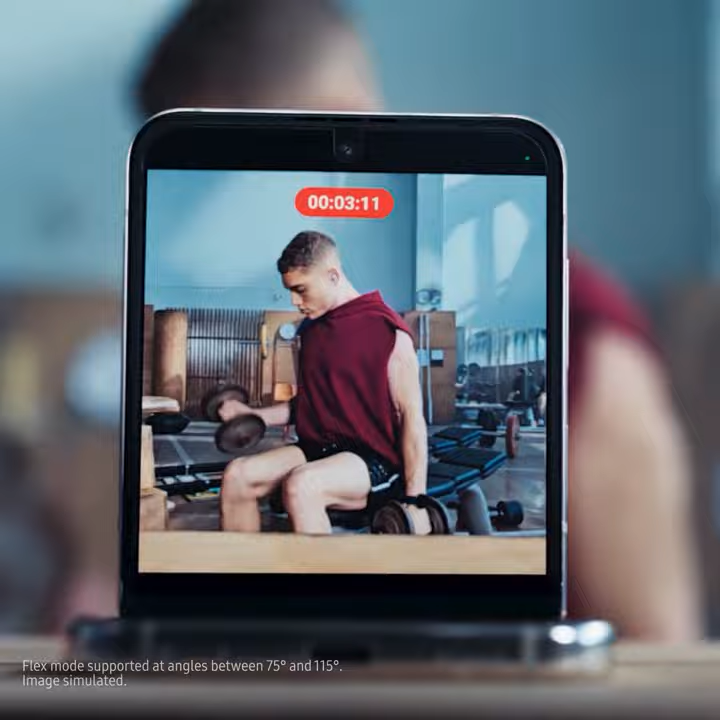 00:03:11
Flex mode supported at angles between 75° and 115°.
Image simulated.